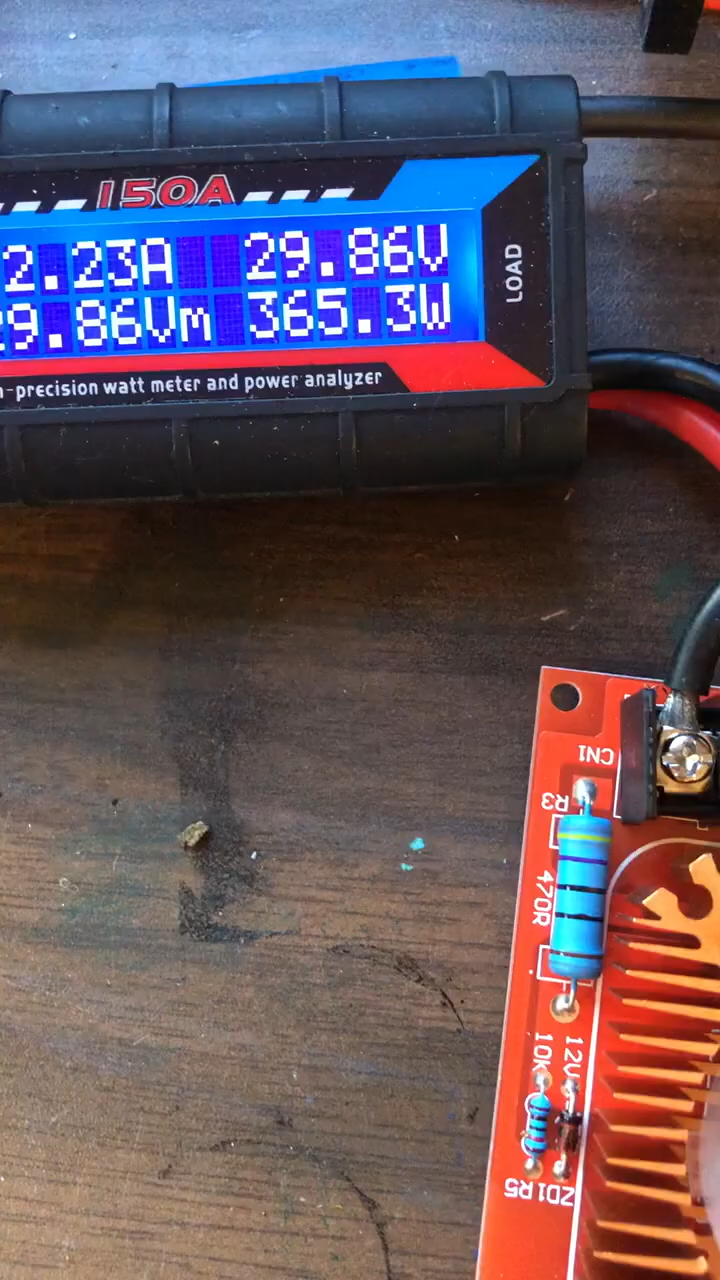 150A
2.23A 29.86V
9.86Vm 365.3W
LOAD
-precision watt meter and power analyzer
CN1
R3
470R
10K
12V
R5
ZD1